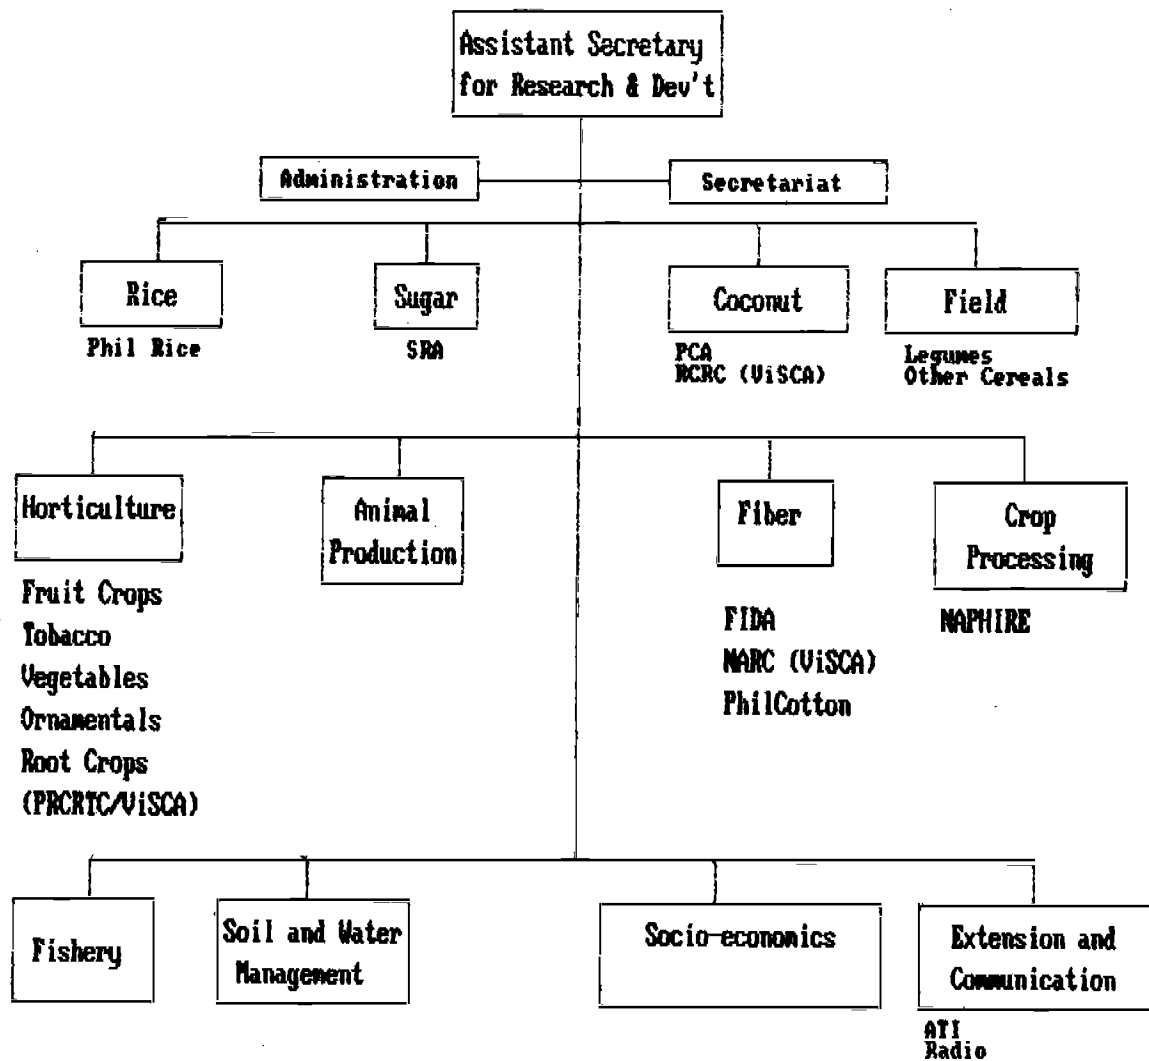 Assistant Secretary
for Research & Dev't
Administration
Secretariat
Rice
Sugar
Coconut
Field
Phil Rice
SRA
PCA
RCRC (ViSCA)
Legumes
Other Cereals
Horticulture
Animal
Production
Fiber
Crop
Processing
Fruit Crops
Tobacco
Vegetables
Ornamentals
Root Crops
(PRCRTC/ViSCA)
FIDA
NARC (ViSCA)
PhilCotton
NAPHIRE
Fishery
Soil and Water
Management
Socio-economics
Extension and
Communication
ATI
Radio